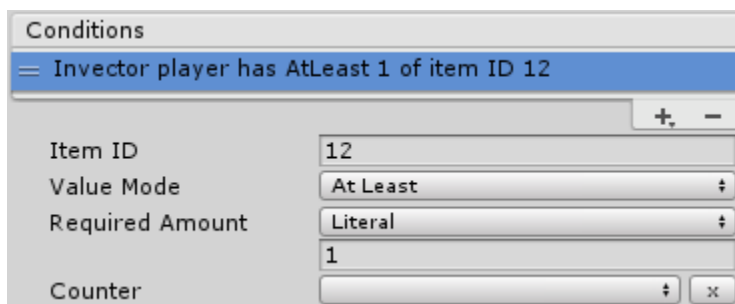 Conditions
Invector player has AtLeast 1 of item ID 12
+ −
Item ID 12
Value Mode At Least
Required Amount Literal
1
Counter x